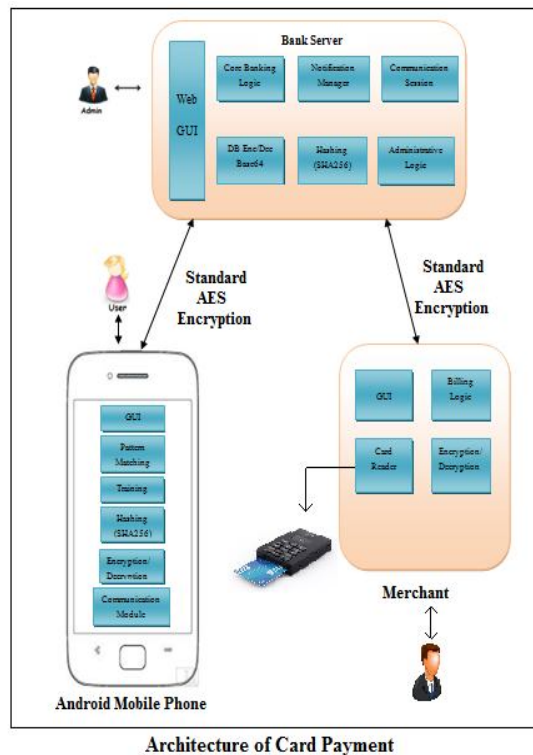 Bank Server
Admin
Web
GUI
Core Banking
Logic
Notification
Manager
Communication
Session
DB Enc/Dec
Base64
Hashing
(SHA256)
Administrative
Logic
Standard
AES
Encryption
Standard
AES
Encryption
User
GUI
Pattern
Matching
Training
Hashing
(SHA256)
Encryption/
Decryption
Communication
Module
Android Mobile Phone
GUI
Billing
Logic
Card
Reader
Encryption/
Decryption
Merchant
Architecture of Card Payment